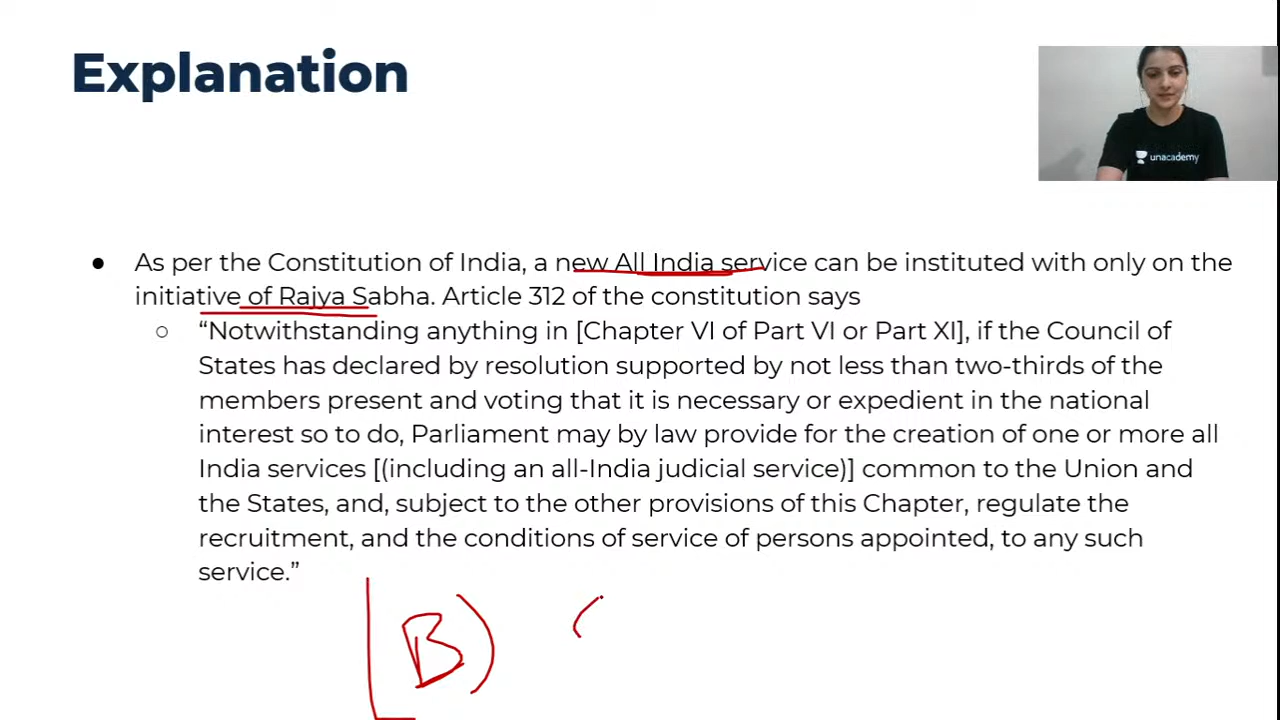 Explanation
unacademy
● As per the Constitution of India, a new All India service can be instituted with only on the
initiative of Rajya Sabha. Article 312 of the constitution says
○ “Notwithstanding anything in [Chapter VI of Part VI or Part XI], if the Council of
States has declared by resolution supported by not less than two-thirds of the
members present and voting that it is necessary or expedient in the national
interest so to do, Parliament may by law provide for the creation of one or more all
India services [(including an all-India judicial service)] common to the Union and
the States, and, subject to the other provisions of this Chapter, regulate the
recruitment, and the conditions of service of persons appointed, to any such
service.”
B)